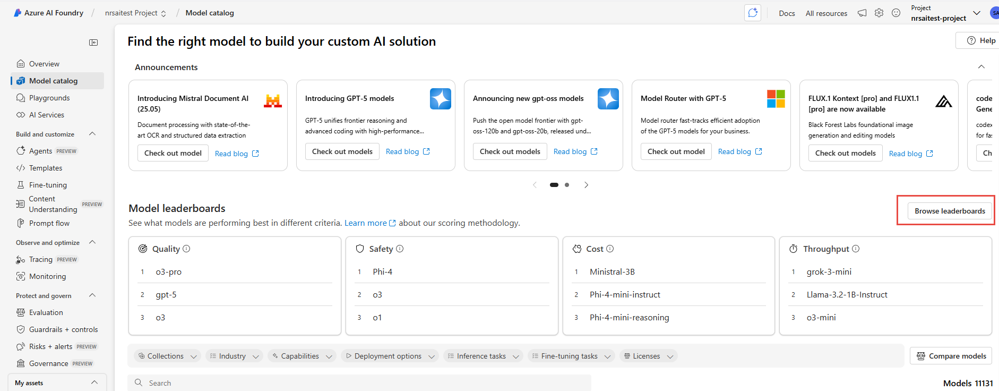 Azure AI Foundry / nrsaitest Project / Model catalog
Docs All resources Project
nrsaitest-project
SA
Find the right model to build your custom AI solution
Help
Overview
Model catalog
Playgrounds
AI Services
Build and customize
Agents PREVIEW
Templates
Fine-tuning
Content
Understanding PREVIEW
Prompt flow
Observe and optimize
Tracing PREVIEW
Monitoring
Protect and govern
Evaluation
Guardrails + controls
Risks + alerts PREVIEW
Governance PREVIEW
My assets
Announcements
Introducing Mistral Document AI
(25.05)
Document processing with state-of-the-
art OCR and structured data extraction
Check out model Read blog
Introducing GPT-5 models
GPT-5 unifies frontier reasoning and
advanced coding with high-performance...
Check out models Read blog
Announcing new gpt-oss models
Push the open model frontier with gpt-
oss-120b and gpt-oss-20b, released und...
Check out models Read blog
Model Router with GPT-5
Model router fast-tracks efficient adoption
of the GPT-5 models for your business.
Check out model Read blog
FLUX.1 Kontext [pro] and FLUX1.1
[pro] are now available
Black Forest Labs foundational image
generation and editing models
Check out models Read blog
code
Gene
codex
for fas
Ch
Model leaderboards
See what models are performing best in different criteria. Learn more about our scoring methodology.
Browse leaderboards
Quality
1 o3-pro
2 gpt-5
3 o3
Safety
1 Phi-4
2 o3
3 o1
Cost
1 Ministral-3B
2 Phi-4-mini-instruct
3 Phi-4-mini-reasoning
Throughput
1 grok-3-mini
2 Llama-3.2-1B-Instruct
3 o3-mini
Collections Industry Capabilities Deployment options Inference tasks Fine-tuning tasks Licenses
Compare models
Search
Models 11131